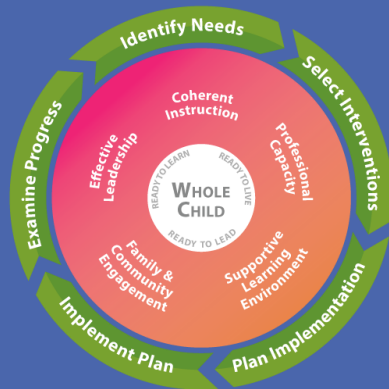 Identify Needs
Select Interventions
Plan Implementation
Implement Plan
Examine Progress
Coherent
Instruction
Professional
Capacity
Supportive
Learning
Environment
Family &
Community
Engagement
Effective
Leadership
READY TO LEARN
READY TO LIVE
READY TO LEAD
WHOLE
CHILD